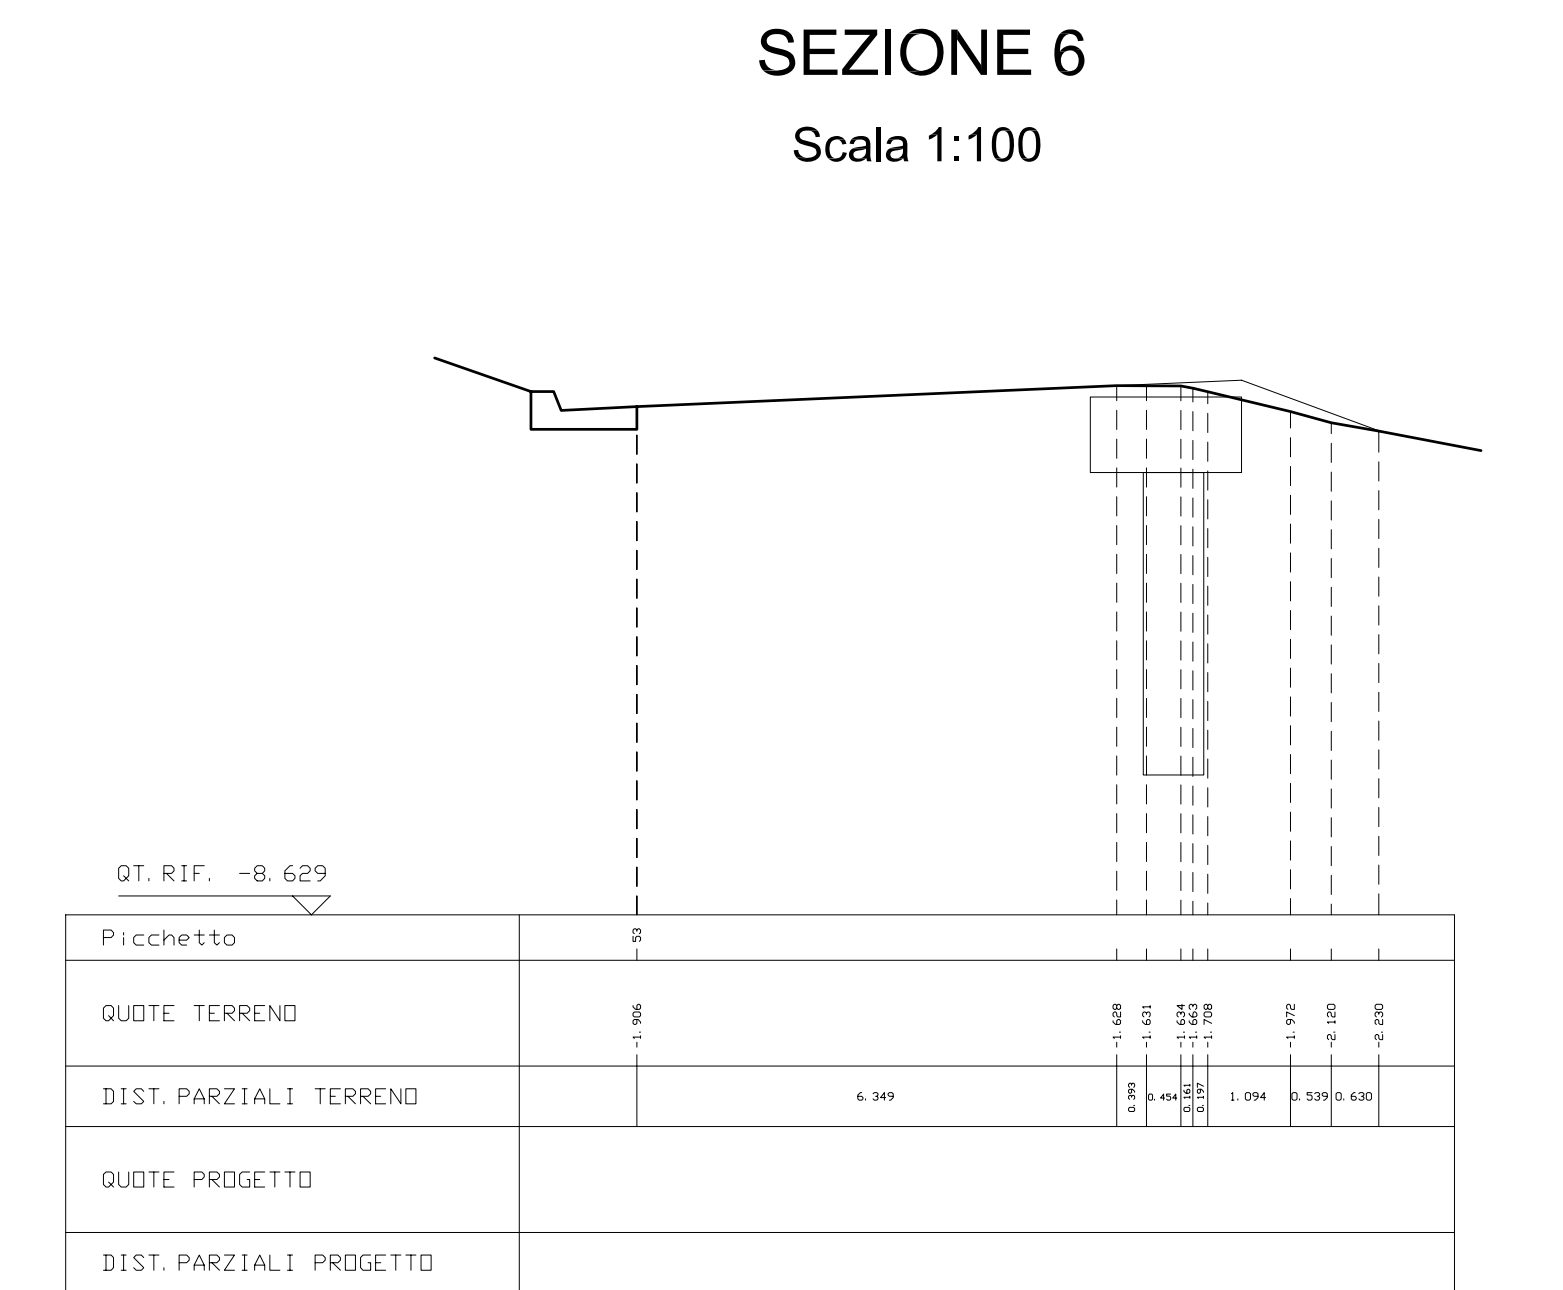 SEZIONE 6
Scala 1:100
QT. RIF. -8.629
Picchetto 53
QUOTE TERRENO -1.906 -1.628 -1.631 -1.634 -1.663 -1.708 -1.972 -2.120 -2.230
DIST. PARZIALI TERRENO 6.349 0.393 0.454 0.161 0.197 1.094 0.539 0.630
QUOTE PROGETTO
DIST. PARZIALI PROGETTO